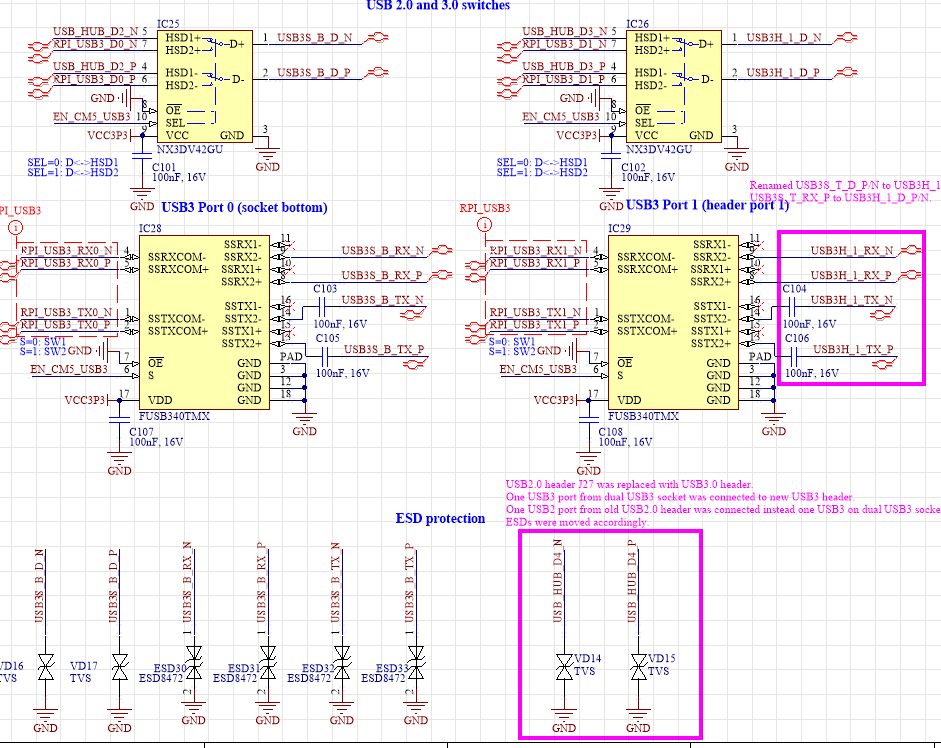 USB 2.0 and 3.0 switches
IC25
USB_HUB_D2_N 5
RPI_USB3_D0_N 7
USB_HUB_D2_P 4
RPI_USB3_D0_P 6
GND
8
EN_CM5_USB3 10
VCC3P3
9
HSD1+
HSD2+
D+
HSD1-
HSD2-
D-
OE
SEL
VCC GND
1 USB3S_B_D_N
2 USB3S_B_D_P
3
GND
NX3DV42GU
SEL=0: D<->HSD1
SEL=1: D<->HSD2
C101
100nF, 16V
GND
IC26
USB_HUB_D3_N 5
RPI_USB3_D1_N 7
USB_HUB_D3_P 4
RPI_USB3_D1_P 6
GND
8
EN_CM5_USB3 10
VCC3P3
9
HSD1+
HSD2+
D+
HSD1-
HSD2-
D-
OE
SEL
VCC GND
1 USB3H_1_D_N
2 USB3H_1_D_P
3
GND
NX3DV42GU
SEL=0: D<->HSD1
SEL=1: D<->HSD2
C102
100nF, 16V
GND
Renamed USB3S_T_D_P/N to USB3H_1
USB3S_T_RX_P to USB3H_1_D_P/N.
USB3 Port 0 (socket bottom)
PI_USB3
1
IC28
RPI_USB3_RX0_N 4
RPI_USB3_RX0_P 5
RPI_USB3_TX0_N 1
RPI_USB3_TX0_P 2
S=0: SW1
S=1: SW2
GND
7
EN_CM5_USB3 6
VCC3P3 17
SSRXCOM-
SSRXCOM+
SSTXCOM-
SSTXCOM+
OE
S
VDD
SSRX1- 11
SSRX2- 9
SSRX1+ 10
SSRX2+ 8
SSTX1- 16
SSTX2- 14
SSTX1+ 15
SSTX2+ 13
PAD
GND 3
GND 12
GND 18
GND
USB3S_B_RX_N
USB3S_B_RX_P
C103
USB3S_B_TX_N
100nF, 16V
C105
USB3S_B_TX_P
100nF, 16V
GND
FUSB340TMX
C107
100nF, 16V
GND
USB3 Port 1 (header port 1)
RPI_USB3
1
IC29
RPI_USB3_RX1_N 4
RPI_USB3_RX1_P 5
RPI_USB3_TX1_N 1
RPI_USB3_TX1_P 2
S=0: SW1
S=1: SW2
GND
7
EN_CM5_USB3 6
VCC3P3 17
SSRXCOM-
SSRXCOM+
SSTXCOM-
SSTXCOM+
OE
S
VDD
SSRX1- 11
SSRX2- 9
SSRX1+ 10
SSRX2+ 8
SSTX1- 16
SSTX2- 14
SSTX1+ 15
SSTX2+ 13
PAD
GND 3
GND 12
GND 18
GND
USB3H_1_RX_N
USB3H_1_RX_P
C104
USB3H_1_TX_N
100nF, 16V
C106
USB3H_1_TX_P
100nF, 16V
GND
FUSB340TMX
C108
100nF, 16V
GND
USB2.0 header J27 was replaced with USB3.0 header.
One USB3 port from dual USB3 socket was connected to new USB3 header.
One USB2 port from old USB2.0 header was connected instead one USB3 on dual USB3 socke
ESDs were moved accordingly.
ESD protection
USB3S_B_D_N
VD16
TVS
GND
USB3S_B_D_P
VD17
TVS
GND
USB3S_B_RX_N
1
ESD30
ESD8472
2
GND
USB3S_B_RX_P
1
ESD31
ESD8472
2
GND
USB3S_B_TX_N
1
ESD32
ESD8472
2
GND
USB3S_B_TX_P
1
ESD33
ESD8472
2
GND
USB_HUB_D4_N
VD14
TVS
GND
USB_HUB_D4_P
VD15
TVS
GND